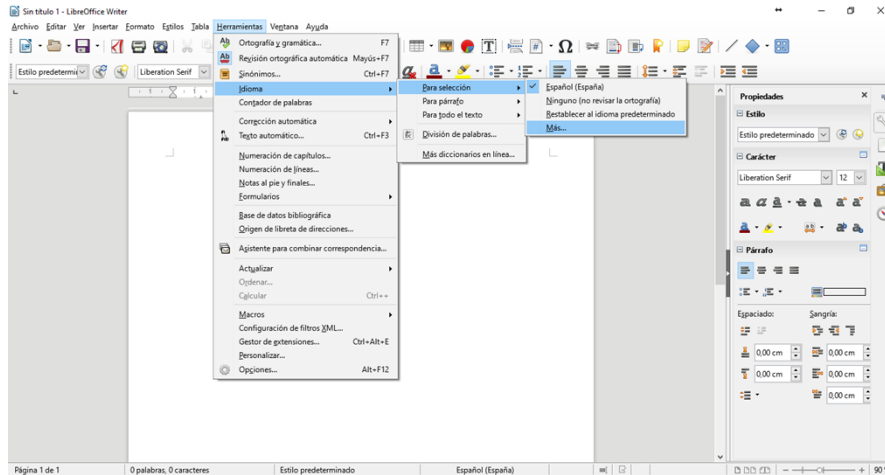 Sin título 1 - LibreOffice Writer
Archivo Editar Ver Insertar Formato Estilos Tabla Herramientas Ventana Ayuda
Estilo predetermi
Liberation Serif
Ortografía y gramática... F7
Revisión ortográfica automática Mayús+F7
Sinónimos... Ctrl+F7
Idioma
Contador de palabras
Corrección automática
Texto automático... Ctrl+F3
Numeración de capítulos...
Numeración de líneas...
Notas al pie y finales...
Formularios
Base de datos bibliográfica
Origen de libreta de direcciones...
Asistente para combinar correspondencia...
Actualizar
Ordenar...
Calcular Ctrl++
Macros
Configuración de filtros XML...
Gestor de extensiones... Ctrl+Alt+E
Personalizar...
Opciones... Alt+F12
Para selección
Para párrafo
Para todo el texto
División de palabras...
Más diccionarios en línea...
Español (España)
Ninguno (no revisar la ortografía)
Restablecer al idioma predeterminado
Más...
Propiedades
Estilo
Estilo predeterminado
Carácter
Liberation Serif 12
Párrafo
Espaciado: Sangría:
0,00 cm 0,00 cm
0,00 cm 0,00 cm
0,00 cm
Página 1 de 1 0 palabras, 0 caracteres Estilo predeterminado Español (España) 90